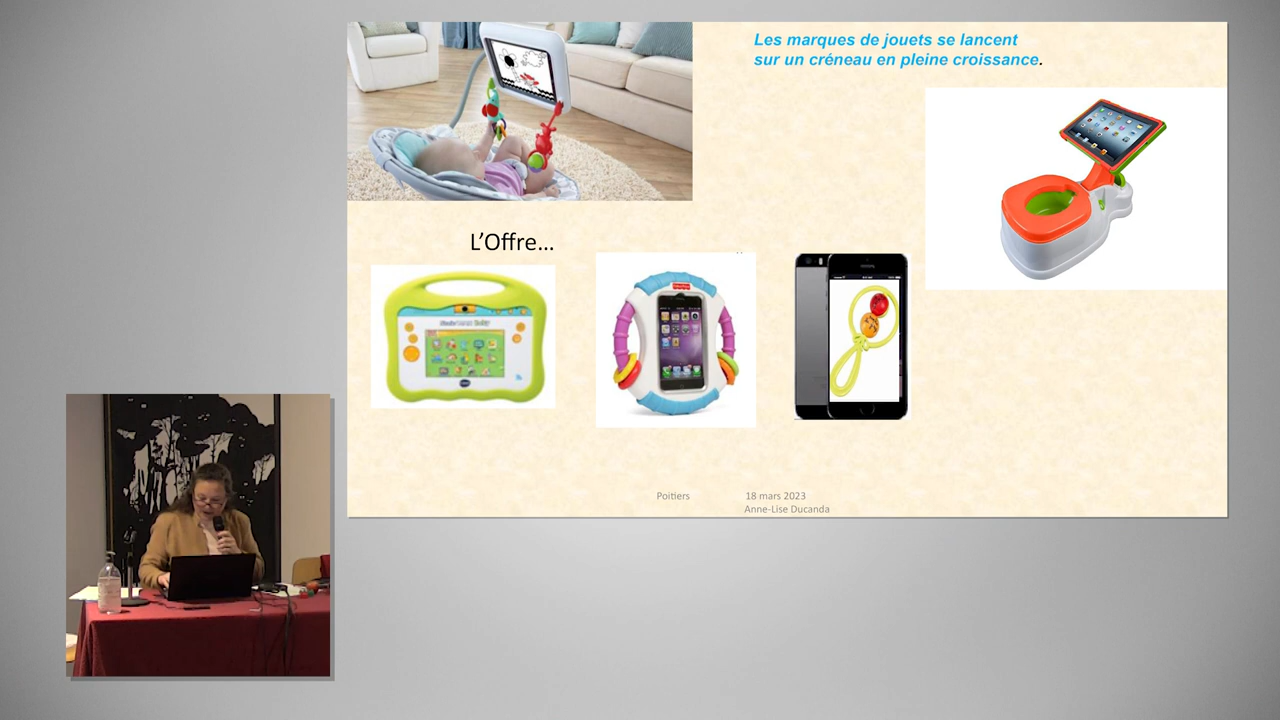 Les marques de jouets se lancent
sur un créneau en pleine croissance.
L’Offre...
Poitiers 18 mars 2023
Anne-Lise Ducanda